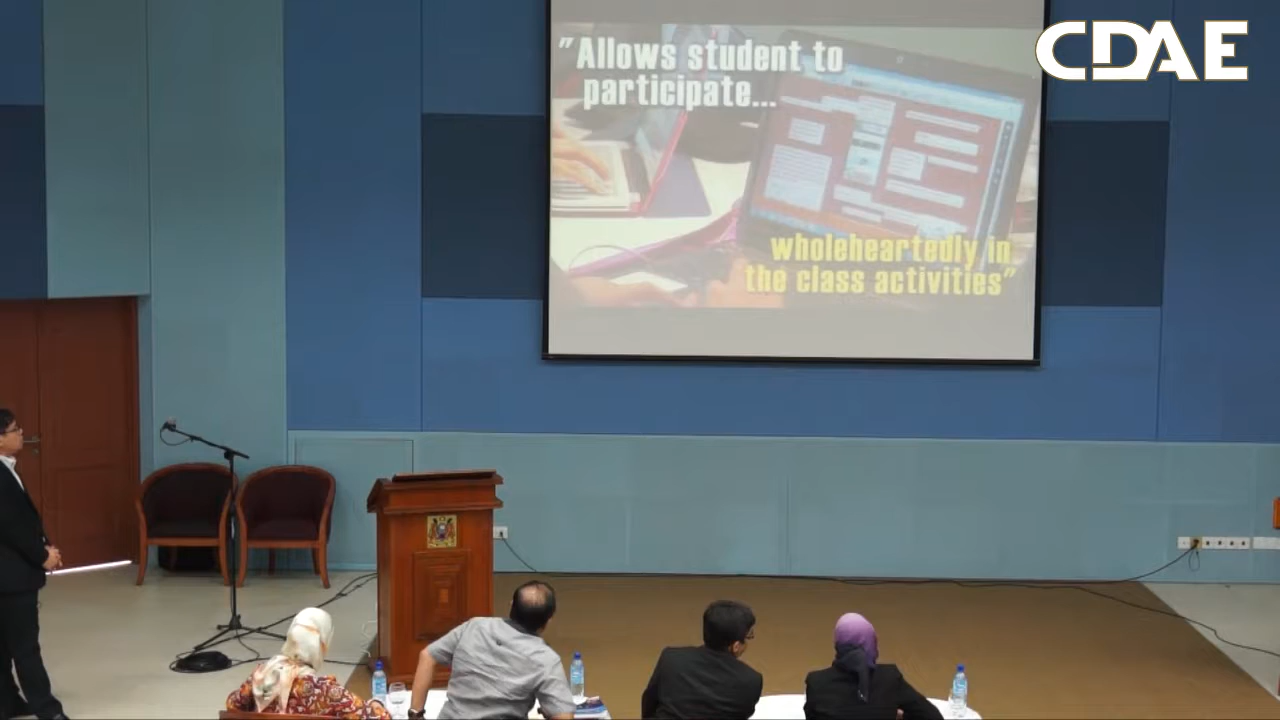 CDAE
"Allows student to
participate...
wholeheartedly in
the class activities"